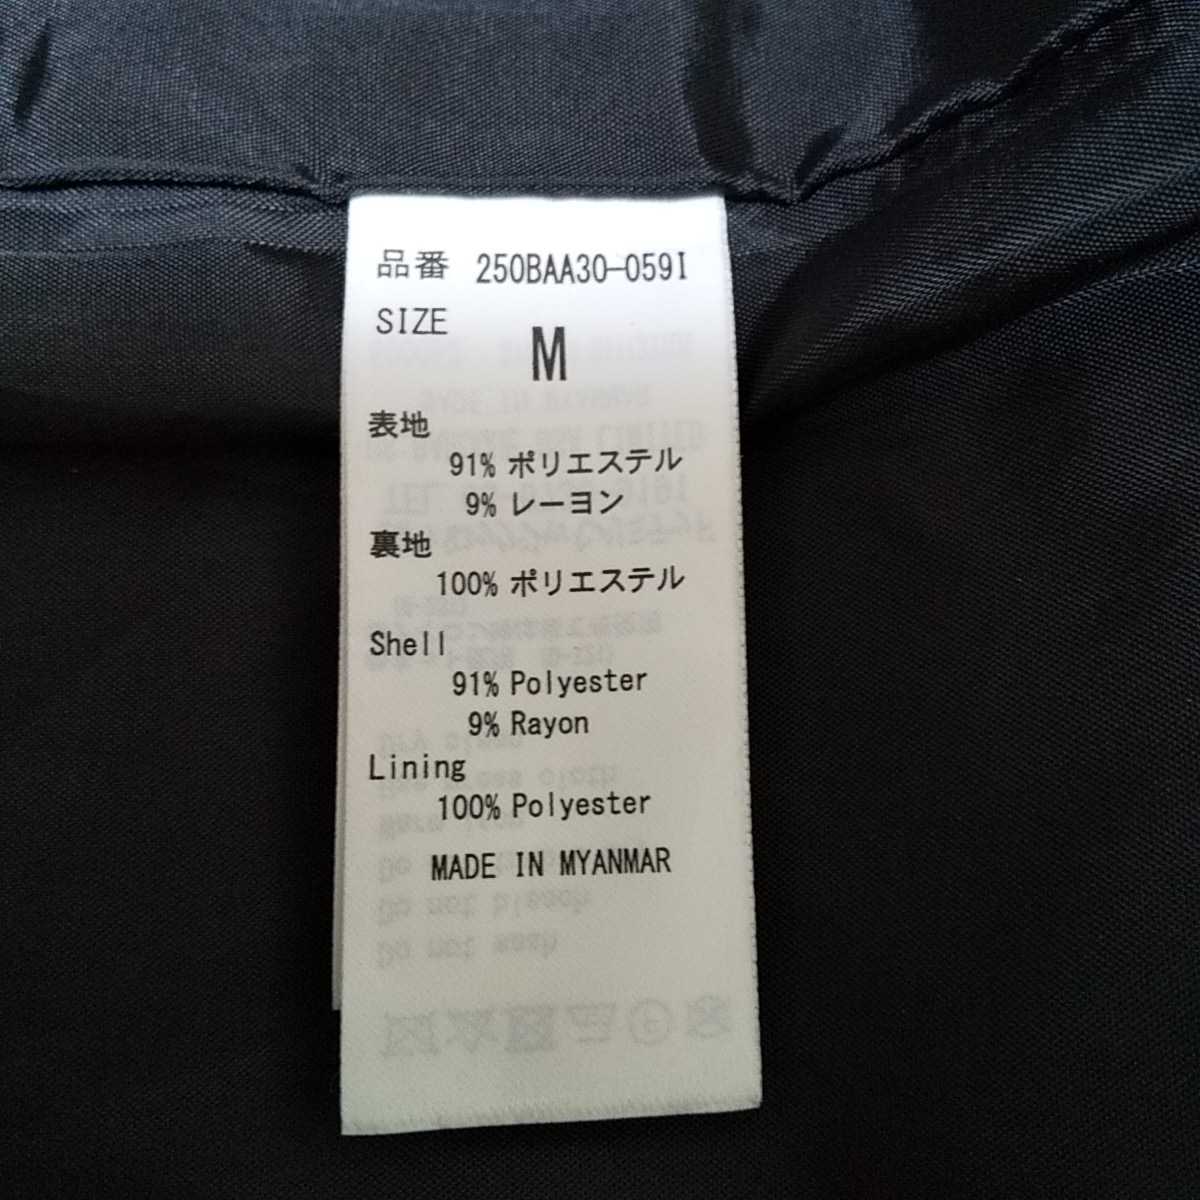 品番 250BAA30-059I
SIZE
M
表地
91% ポリエステル
9% レーヨン
裏地
100% ポリエステル
Shell
91% Polyester
9% Rayon
Lining
100% Polyester
MADE IN MYANMAR